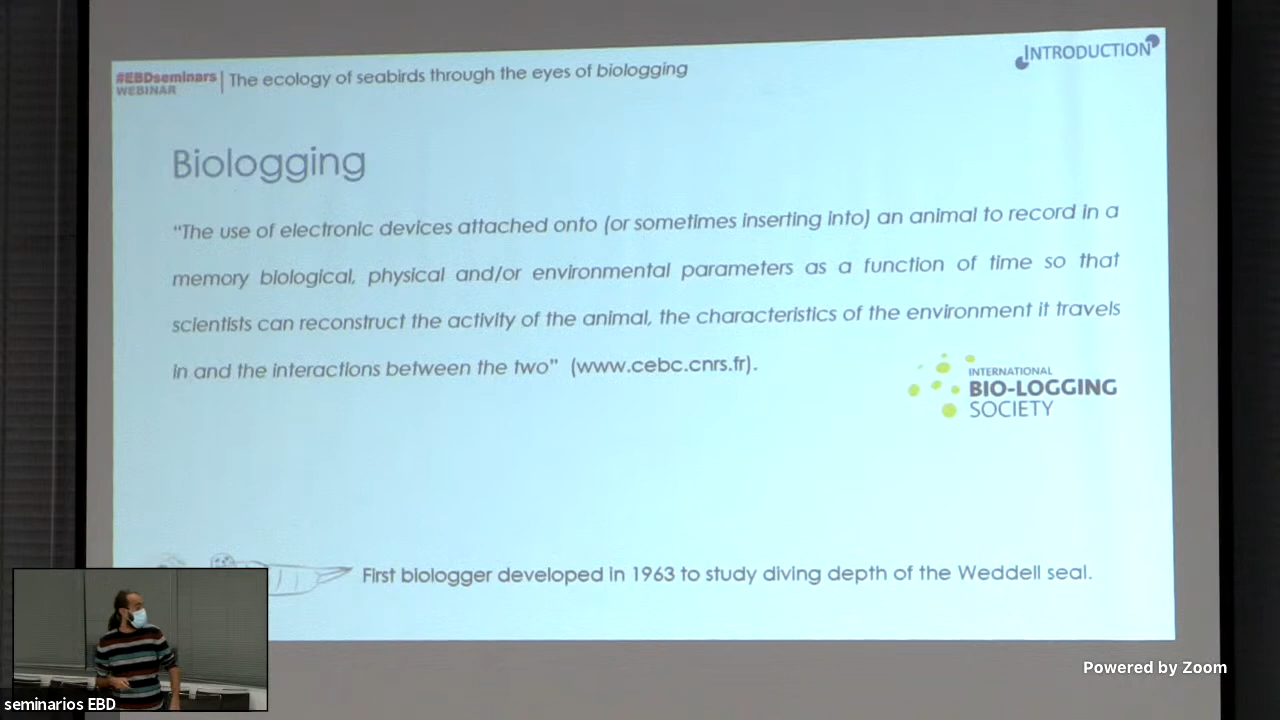 #EBDseminars
WEBINAR
The ecology of seabirds through the eyes of biologging
INTRODUCTION
Biologging
“The use of electronic devices attached onto (or sometimes inserting into) an animal to record in a
memory biological, physical and/or environmental parameters as a function of time so that
scientists can reconstruct the activity of the animal, the characteristics of the environment it travels
in and the interactions between the two” (www.cebc.cnrs.fr).
INTERNATIONAL
BIO-LOGGING
SOCIETY
First biologger developed in 1963 to study diving depth of the Weddell seal.
Powered by Zoom
seminarios EBD